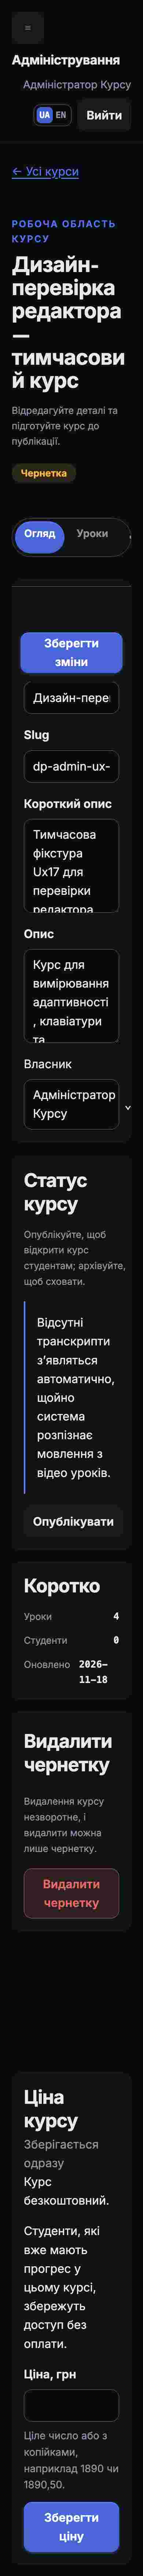 Адміністрування
Адміністратор Курсу
UA EN
Вийти
← Усі курси
РОБОЧА ОБЛАСТЬ
КУРСУ
Дизайн-
перевірка
редактора
—
тимчасови
й курс
Відредагуйте деталі та
підготуйте курс до
публікації.
Чернетка
Огляд Уроки
Зберегти
зміни
Дизайн-пере
Slug
dp-admin-ux-
Короткий опис
Тимчасова
фікстура
Ux17 для
перевірки
редактора
Опис
Курс для
вимірювання
адаптивності
, клавіатури
та
Власник
Адміністратор
Курсу
Статус
курсу
Опублікуйте, щоб
відкрити курс
студентам; архівуйте,
щоб сховати.
Відсутні
транскрипти
з’являться
автоматично,
щойно
система
розпізнає
мовлення з
відео уроків.
Опублікувати
Коротко
Уроки 4
Студенти 0
Оновлено 2026-
11-18
Видалити
чернетку
Видалення курсу
незворотне, і
видалити можна
лише чернетку.
Видалити
чернетку
Ціна
курсу
Зберігається
одразу
Курс
безкоштовний.
Студенти, які
вже мають
прогрес у
цьому курсі,
збережуть
доступ без
оплати.
Ціна, грн
Ціле число або з
копійками,
наприклад 1890 чи
1890,50.
Зберегти
ціну